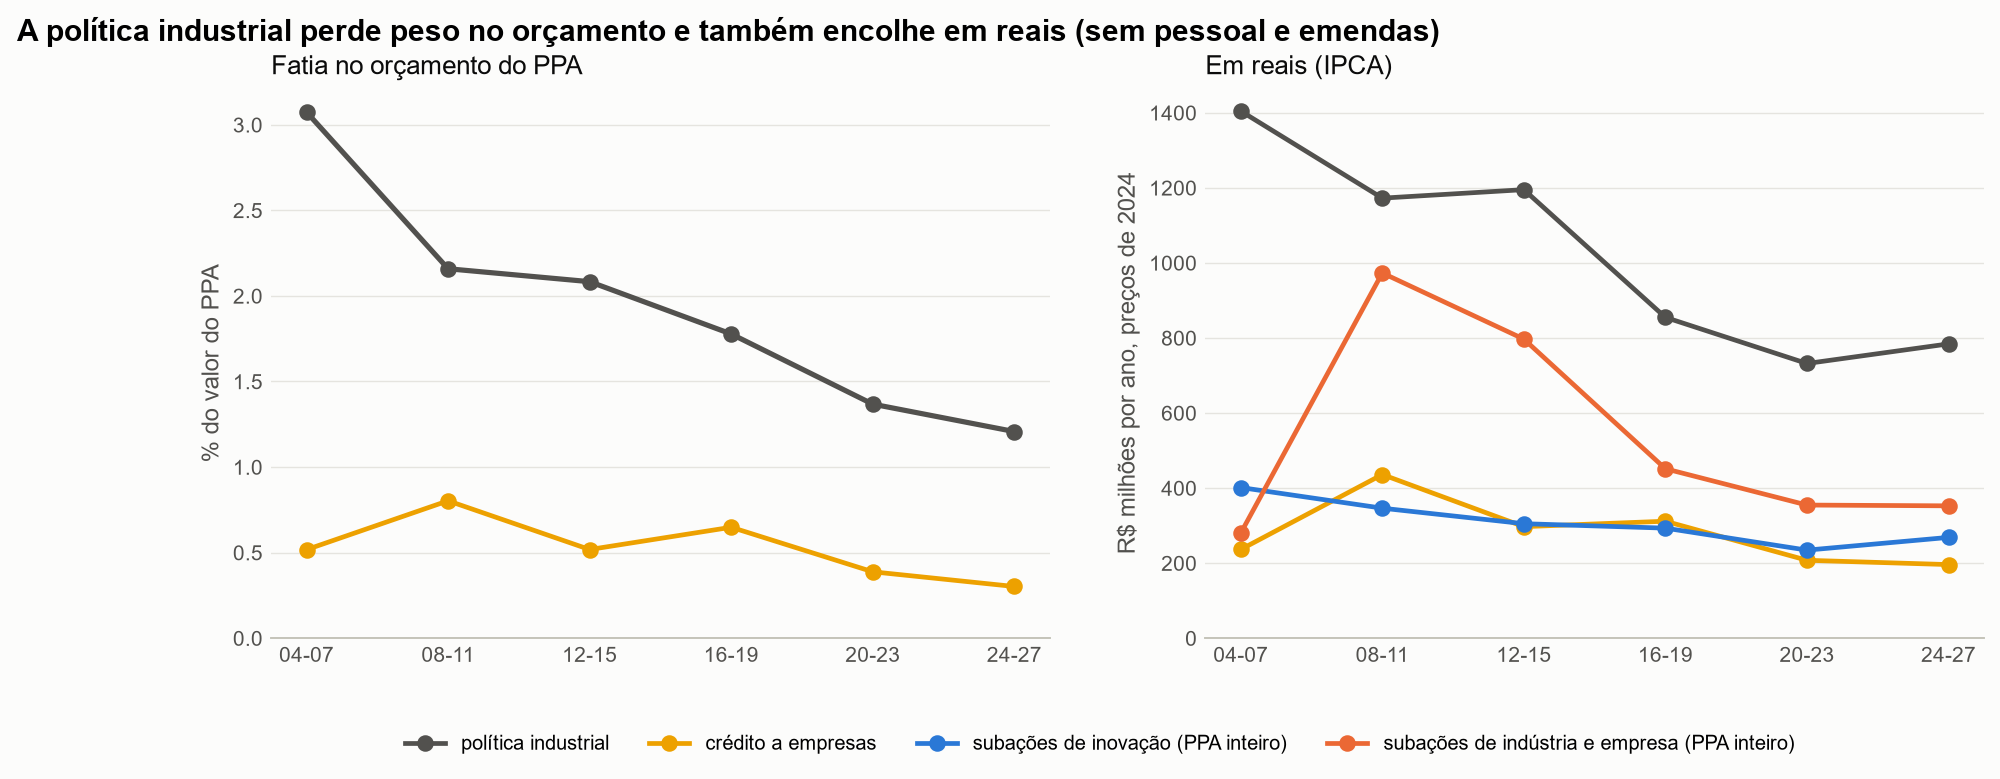 A política industrial perde peso no orçamento e também encolhe em reais (sem pessoal e emendas)
Fatia no orçamento do PPA
% do valor do PPA
3.0
2.5
2.0
1.5
1.0
0.5
0.0
04-07 08-11 12-15 16-19 20-23 24-27
Em reais (IPCA)
R$ milhões por ano, preços de 2024
1400
1200
1000
800
600
400
200
0
04-07 08-11 12-15 16-19 20-23 24-27
política industrial crédito a empresas subações de inovação (PPA inteiro) subações de indústria e empresa (PPA inteiro)